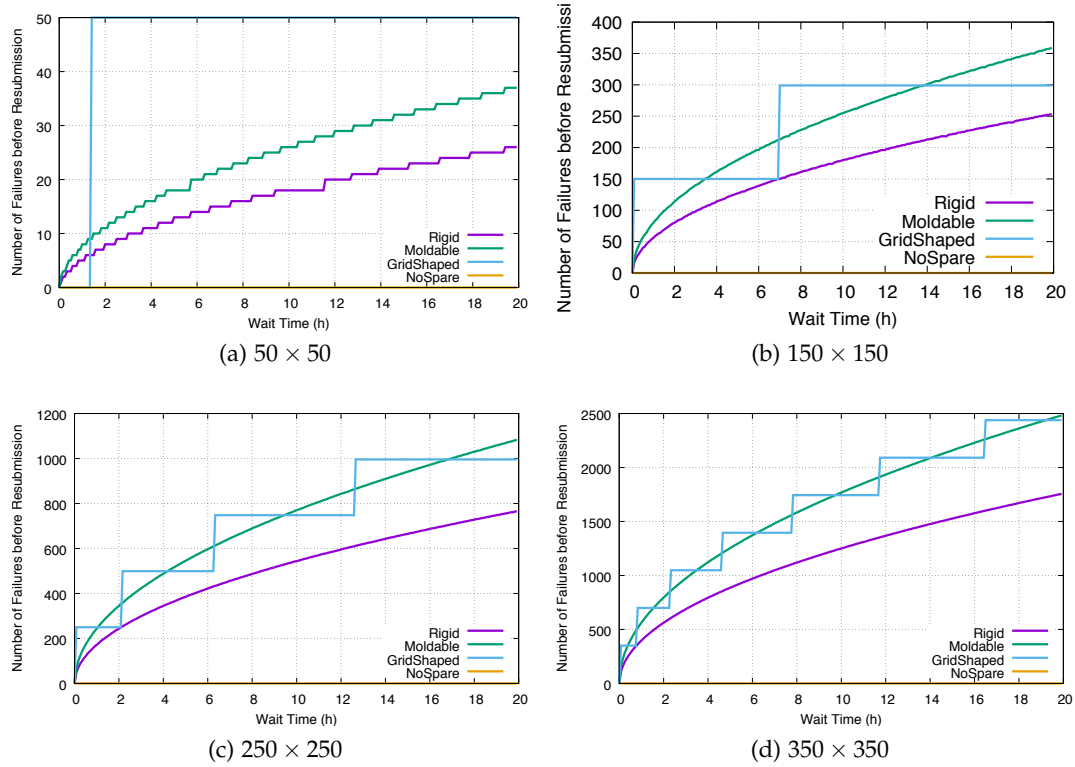 Number of Failures before Resubmission
50
40
30
20
10
0
0 2 4 6 8 10 12 14 16 18 20
Wait Time (h)
Rigid
Moldable
GridShaped
NoSpare
(a) 50 × 50
Number of Failures before Resubmissi
400
350
300
250
200
150
100
50
0
0 2 4 6 8 10 12 14 16 18 20
Wait Time (h)
Rigid
Moldable
GridShaped
NoSpare
(b) 150 × 150
Number of Failures before Resubmission
1200
1000
800
600
400
200
0
0 2 4 6 8 10 12 14 16 18 20
Wait Time (h)
Rigid
Moldable
GridShaped
NoSpare
(c) 250 × 250
Number of Failures before Resubmission
2500
2000
1500
1000
500
0
0 2 4 6 8 10 12 14 16 18 20
Wait Time (h)
Rigid
Moldable
GridShaped
NoSpare
(d) 350 × 350